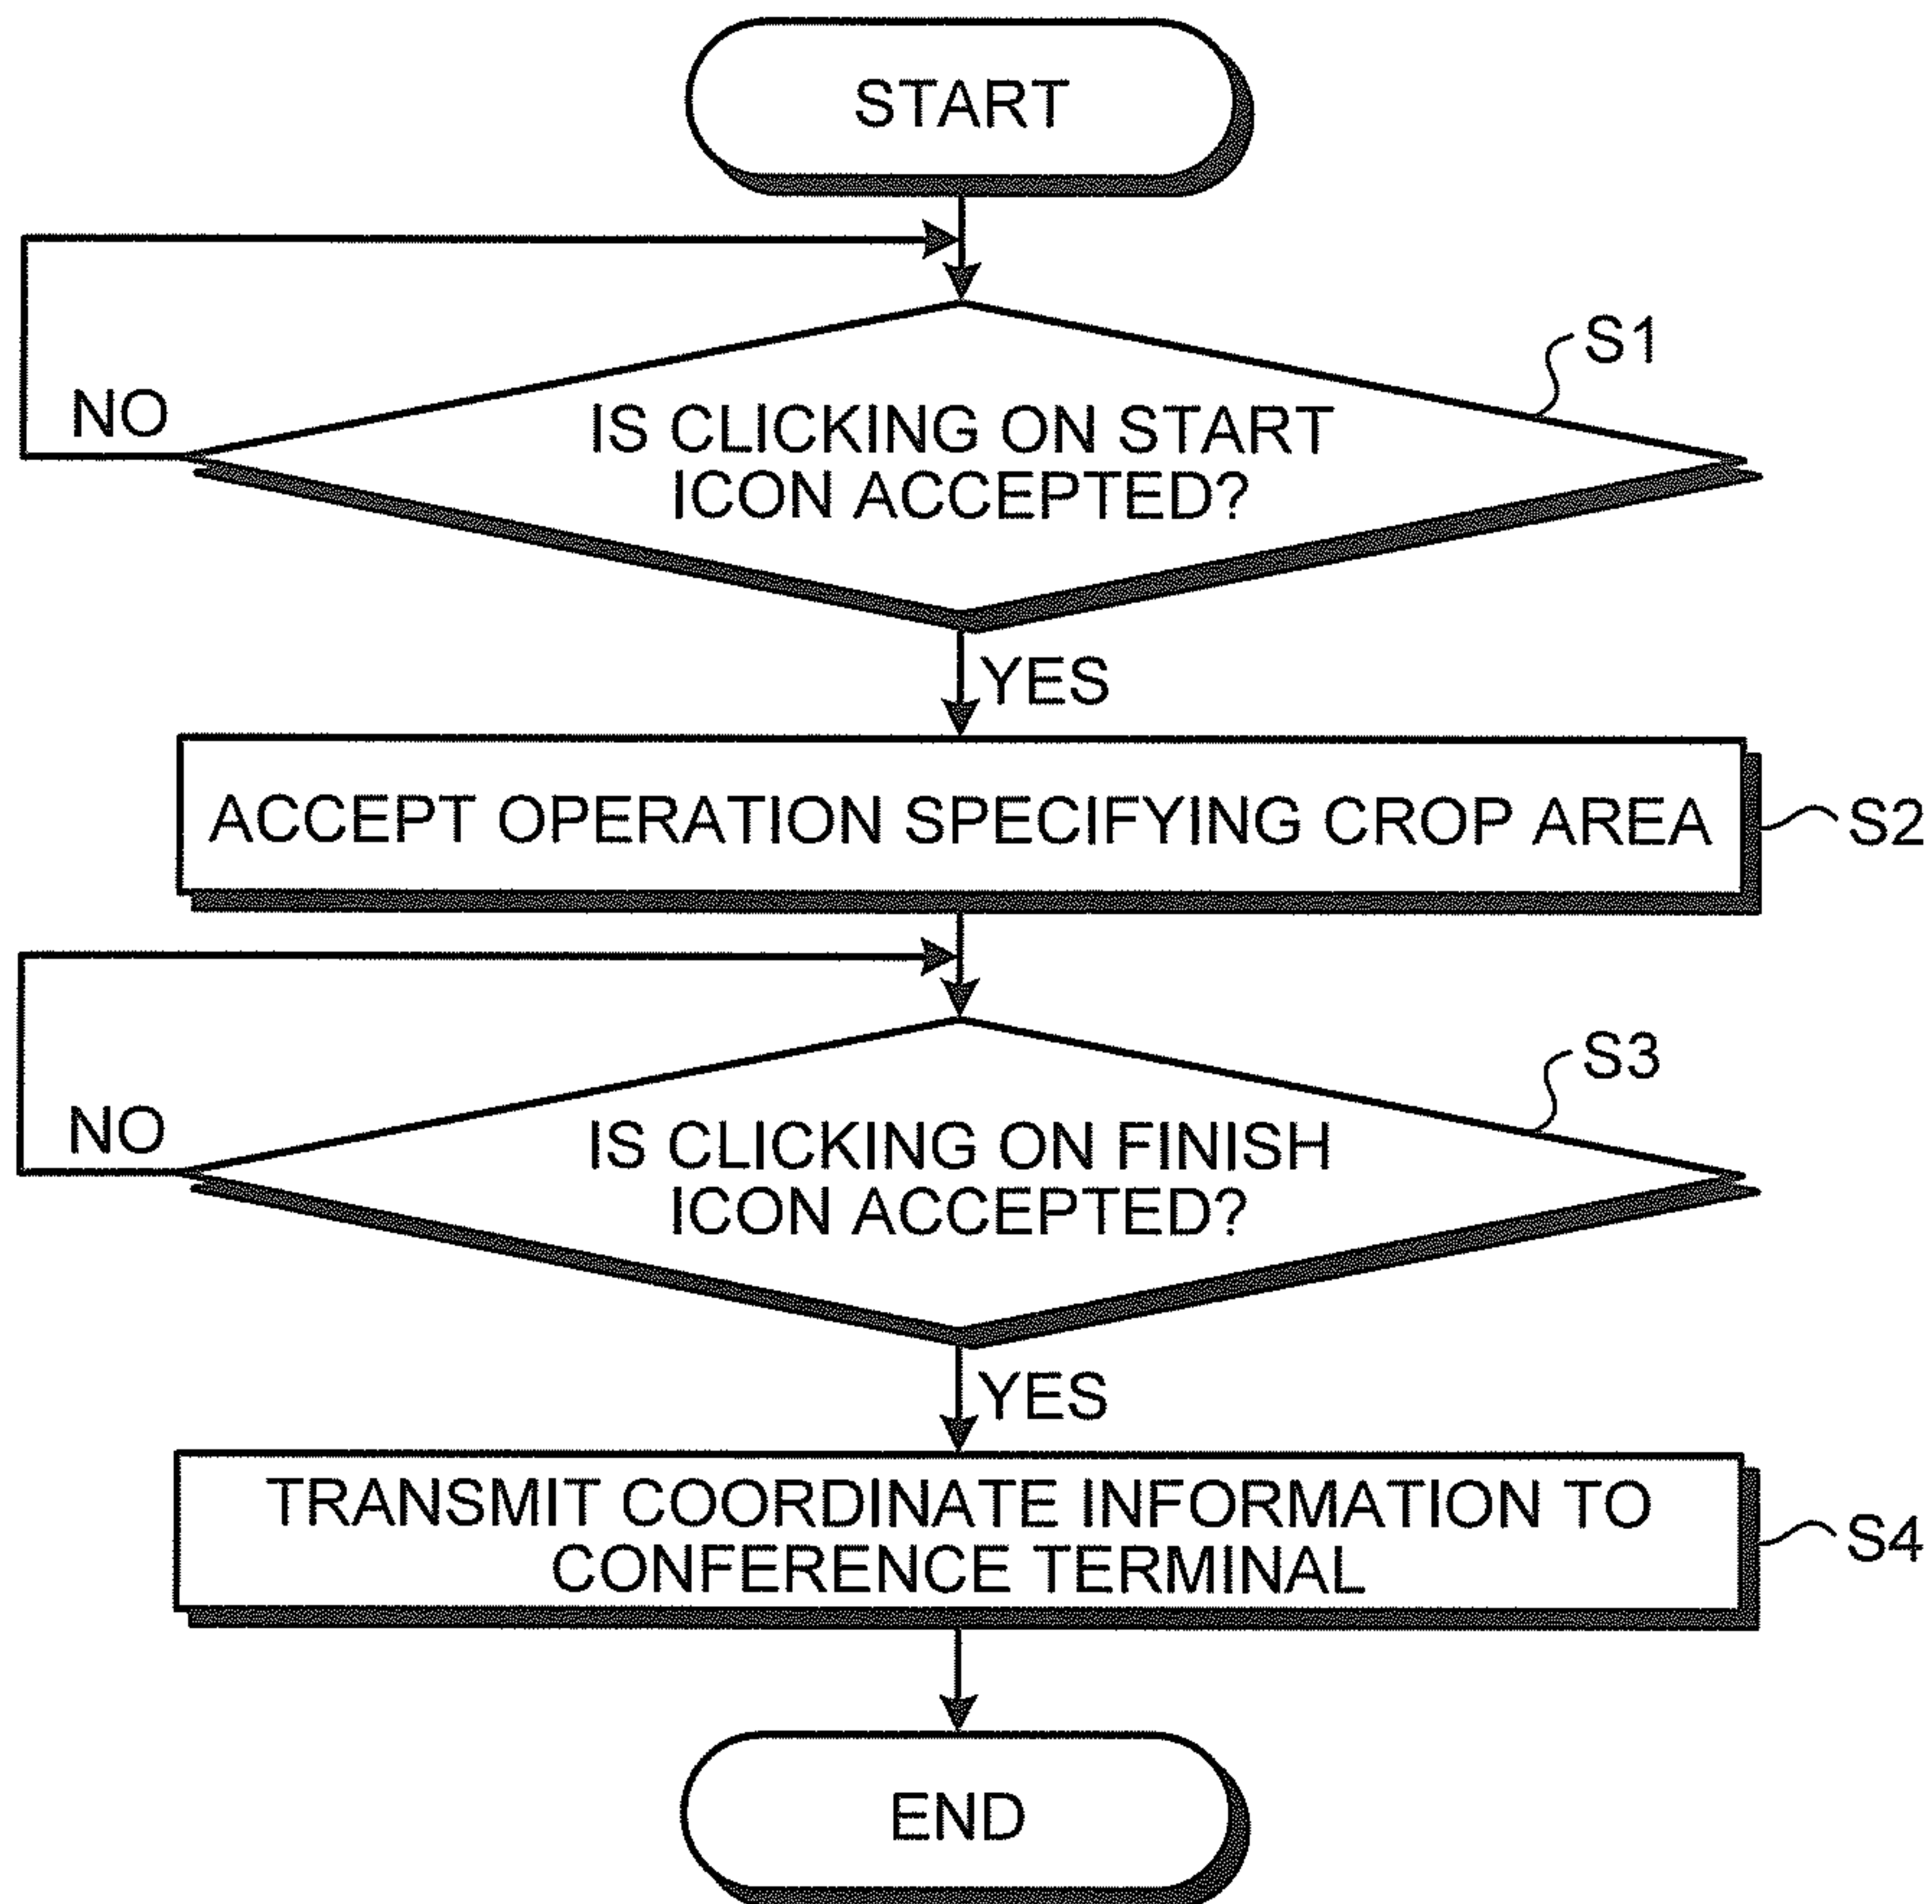 START
S1
NO
IS CLICKING ON START
ICON ACCEPTED?
YES
ACCEPT OPERATION SPECIFYING CROP AREA
S2
S3
NO
IS CLICKING ON FINISH
ICON ACCEPTED?
YES
TRANSMIT COORDINATE INFORMATION TO
CONFERENCE TERMINAL
S4
END